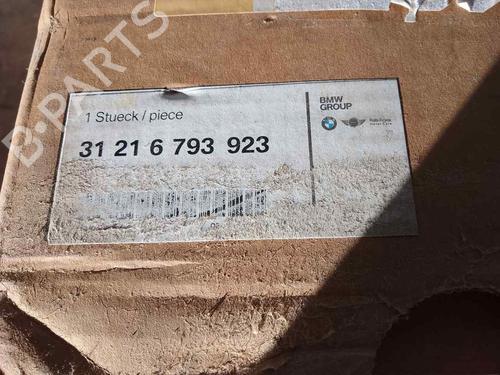 B-PARTS
1 Stueck / piece
31 21 6 793 923
BMW
GROUP